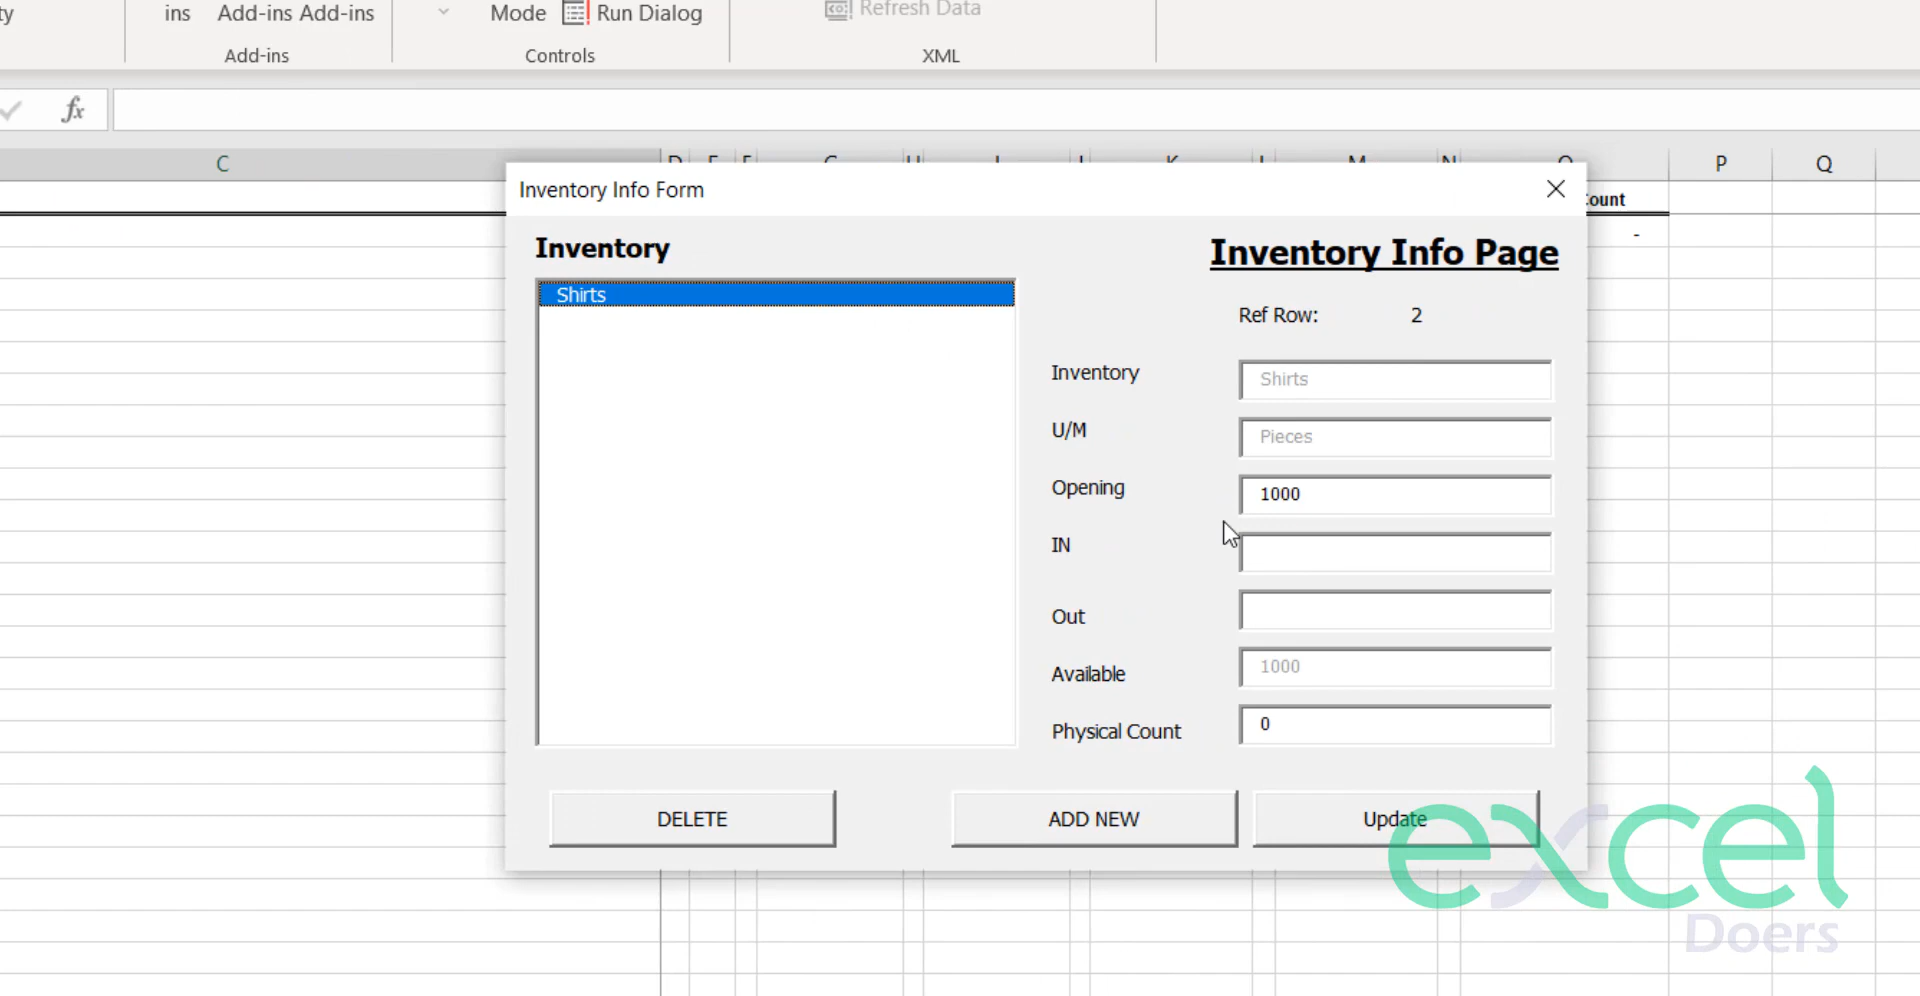 ty
ins Add-ins Add-ins
Mode Run Dialog
Refresh Data
Add-ins
Controls
XML
fx
C
P Q
Inventory Info Form
Count
-
Inventory
Inventory Info Page
Shirts
Ref Row: 2
Inventory Shirts
U/M Pieces
Opening 1000
IN
Out
Available 1000
Physical Count 0
DELETE
ADD NEW
Update
excel
Doers